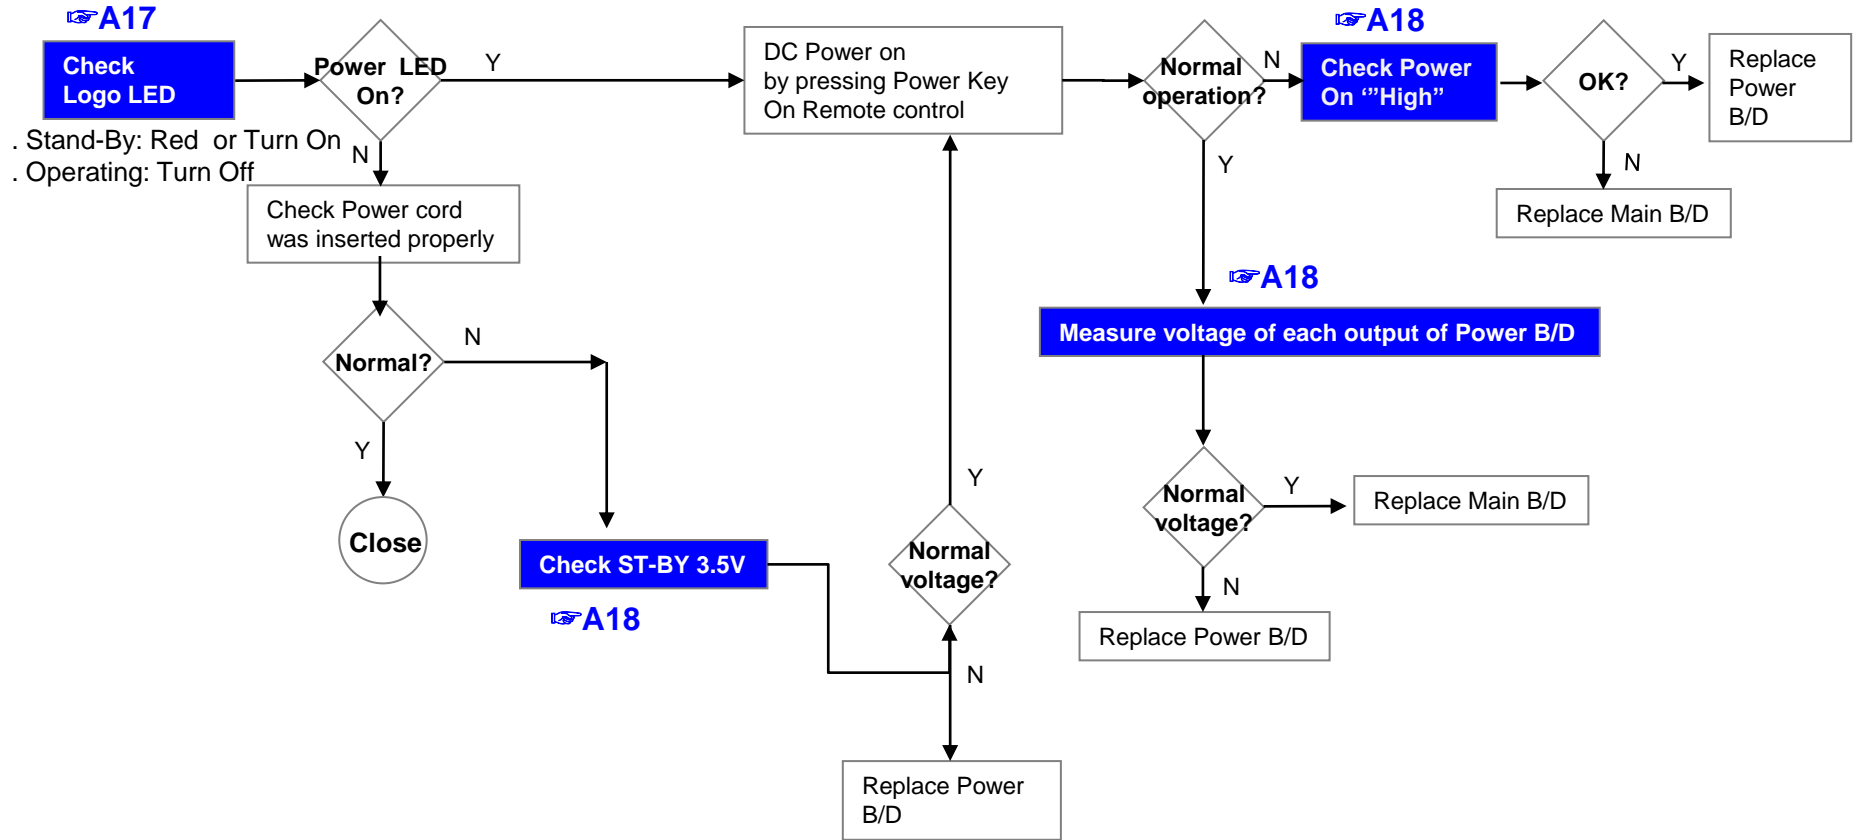 ☞A17
Check
Logo LED
. Stand-By: Red or Turn On
. Operating: Turn Off
Power LED
On?
Y
N
Check Power cord
was inserted properly
Normal?
N
Y
Close
Check ST-BY 3.5V
☞A18
DC Power on
by pressing Power Key
On Remote control
Y
Normal
voltage?
N
Replace Power
B/D
Normal
operation?
N
Y
☞A18
Check Power
On ‘”High”
OK?
Y
Replace
Power
B/D
N
Replace Main B/D
☞A18
Measure voltage of each output of Power B/D
Normal
voltage?
Y
Replace Main B/D
N
Replace Power B/D